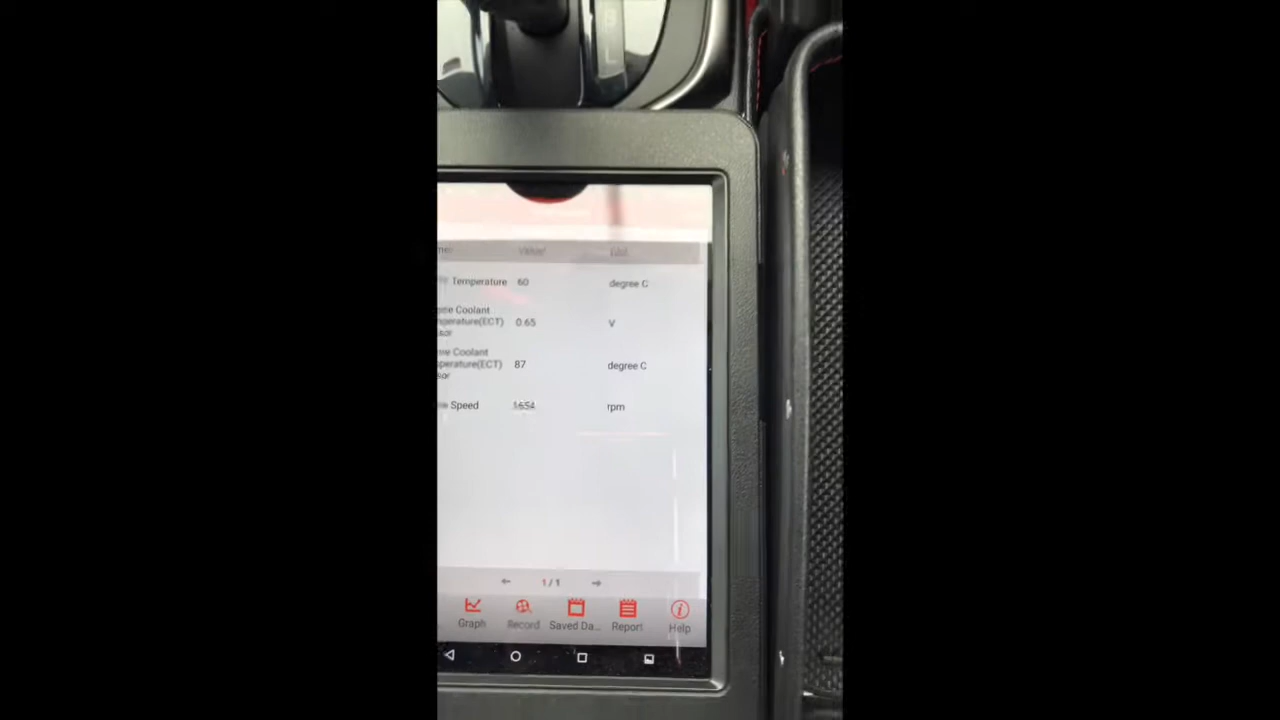 L
Value
Temperature 60 degree C
Coolant
(ECT) 0.65 V
Coolant
perature(ECT) 87 degree C
Speed 1654 rpm
1/1
Graph Record Saved Da... Report Help